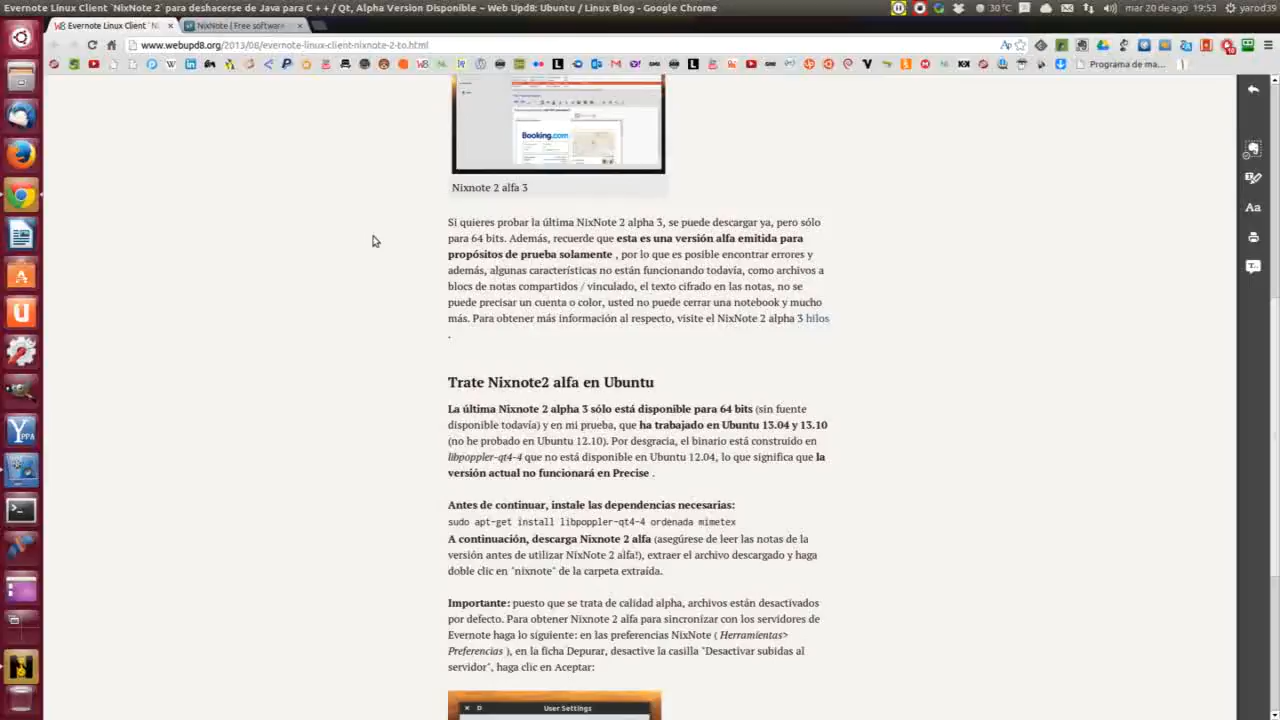 Evernote Linux Client `NixNote 2` para deshacerse de Java para C ++ / Qt, Alpha Version Disponible ~ Web Upd8: Ubuntu / Linux Blog - Google Chrome
30°C
mar 20 de ago
19:53
yarod39
Evernote Linux Client `Ni
NixNote | Free software
www.webupd8.org/2013/08/evernote-linux-client-nixnote-2-to.html
Programa de ma...
Booking.com
Nixnote 2 alfa 3
Si quieres probar la última NixNote 2 alpha 3, se puede descargar ya, pero sólo
para 64 bits. Además, recuerde que esta es una versión alfa emitida para
propósitos de prueba solamente , por lo que es posible encontrar errores y
además, algunas características no están funcionando todavía, como archivos a
blocs de notas compartidos / vinculado, el texto cifrado en las notas, no se
puede precisar un cuenta o color, usted no puede cerrar una notebook y mucho
más. Para obtener más información al respecto, visite el NixNote 2 alpha 3 hilos
.
Trate Nixnote2 alfa en Ubuntu
La última Nixnote 2 alpha 3 sólo está disponible para 64 bits (sin fuente
disponible todavía) y en mi prueba, que ha trabajado en Ubuntu 13.04 y 13.10
(no he probado en Ubuntu 12.10). Por desgracia, el binario está construido en
libpoppler-qt4-4 que no está disponible en Ubuntu 12.04, lo que significa que la
versión actual no funcionará en Precise .
Antes de continuar, instale las dependencias necesarias:
sudo apt-get install libpoppler-qt4-4 ordenada mimetex
A continuación, descarga Nixnote 2 alfa (asegúrese de leer las notas de la
versión antes de utilizar NixNote 2 alfa!), extraer el archivo descargado y haga
doble clic en "nixnote" de la carpeta extraída.
Importante: puesto que se trata de calidad alpha, archivos están desactivados
por defecto. Para obtener Nixnote 2 alfa para sincronizar con los servidores de
Evernote haga lo siguiente: en las preferencias NixNote ( Herramientas>
Preferencias ), en la ficha Depurar, desactive la casilla "Desactivar subidas al
servidor", haga clic en Aceptar:
User Settings